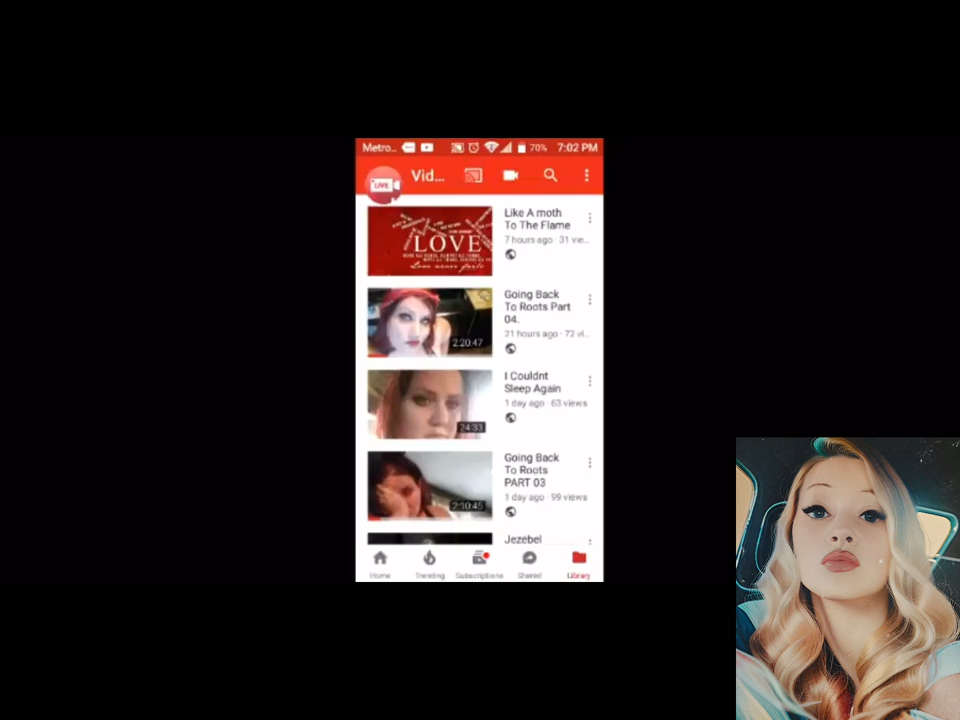 Metro... 70% 7:02 PM
LIVE Vid...
LOVE
Love never fails
Like A moth
To The Flame
7 hours ago · 31 vie...
2:20:47
Going Back
To Roots Part
04.
21 hours ago · 72 vi...
24:33
I Couldnt
Sleep Again
1 day ago · 63 views
2:10:45
Going Back
To Roots
PART 03
1 day ago · 99 views
Jezebel
Home Trending Subscriptions Shared Library